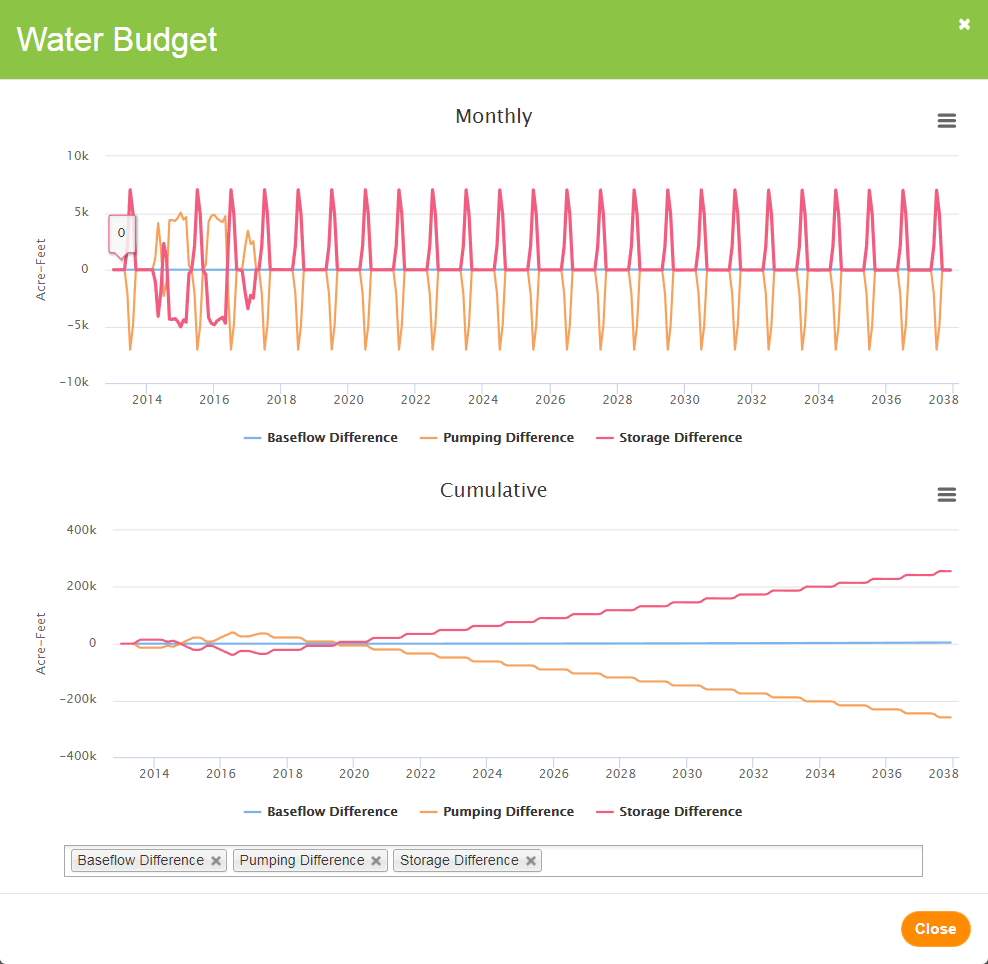 Water Budget
Monthly
10k
5k
0
0
−5k
−10k
Acre-Feet
2014 2016 2018 2020 2022 2024 2026 2028 2030 2032 2034 2036 2038
Baseflow Difference Pumping Difference Storage Difference
Cumulative
400k
200k
0
−200k
−400k
Acre-Feet
2014 2016 2018 2020 2022 2024 2026 2028 2030 2032 2034 2036 2038
Baseflow Difference Pumping Difference Storage Difference
Baseflow Difference Pumping Difference Storage Difference
Close